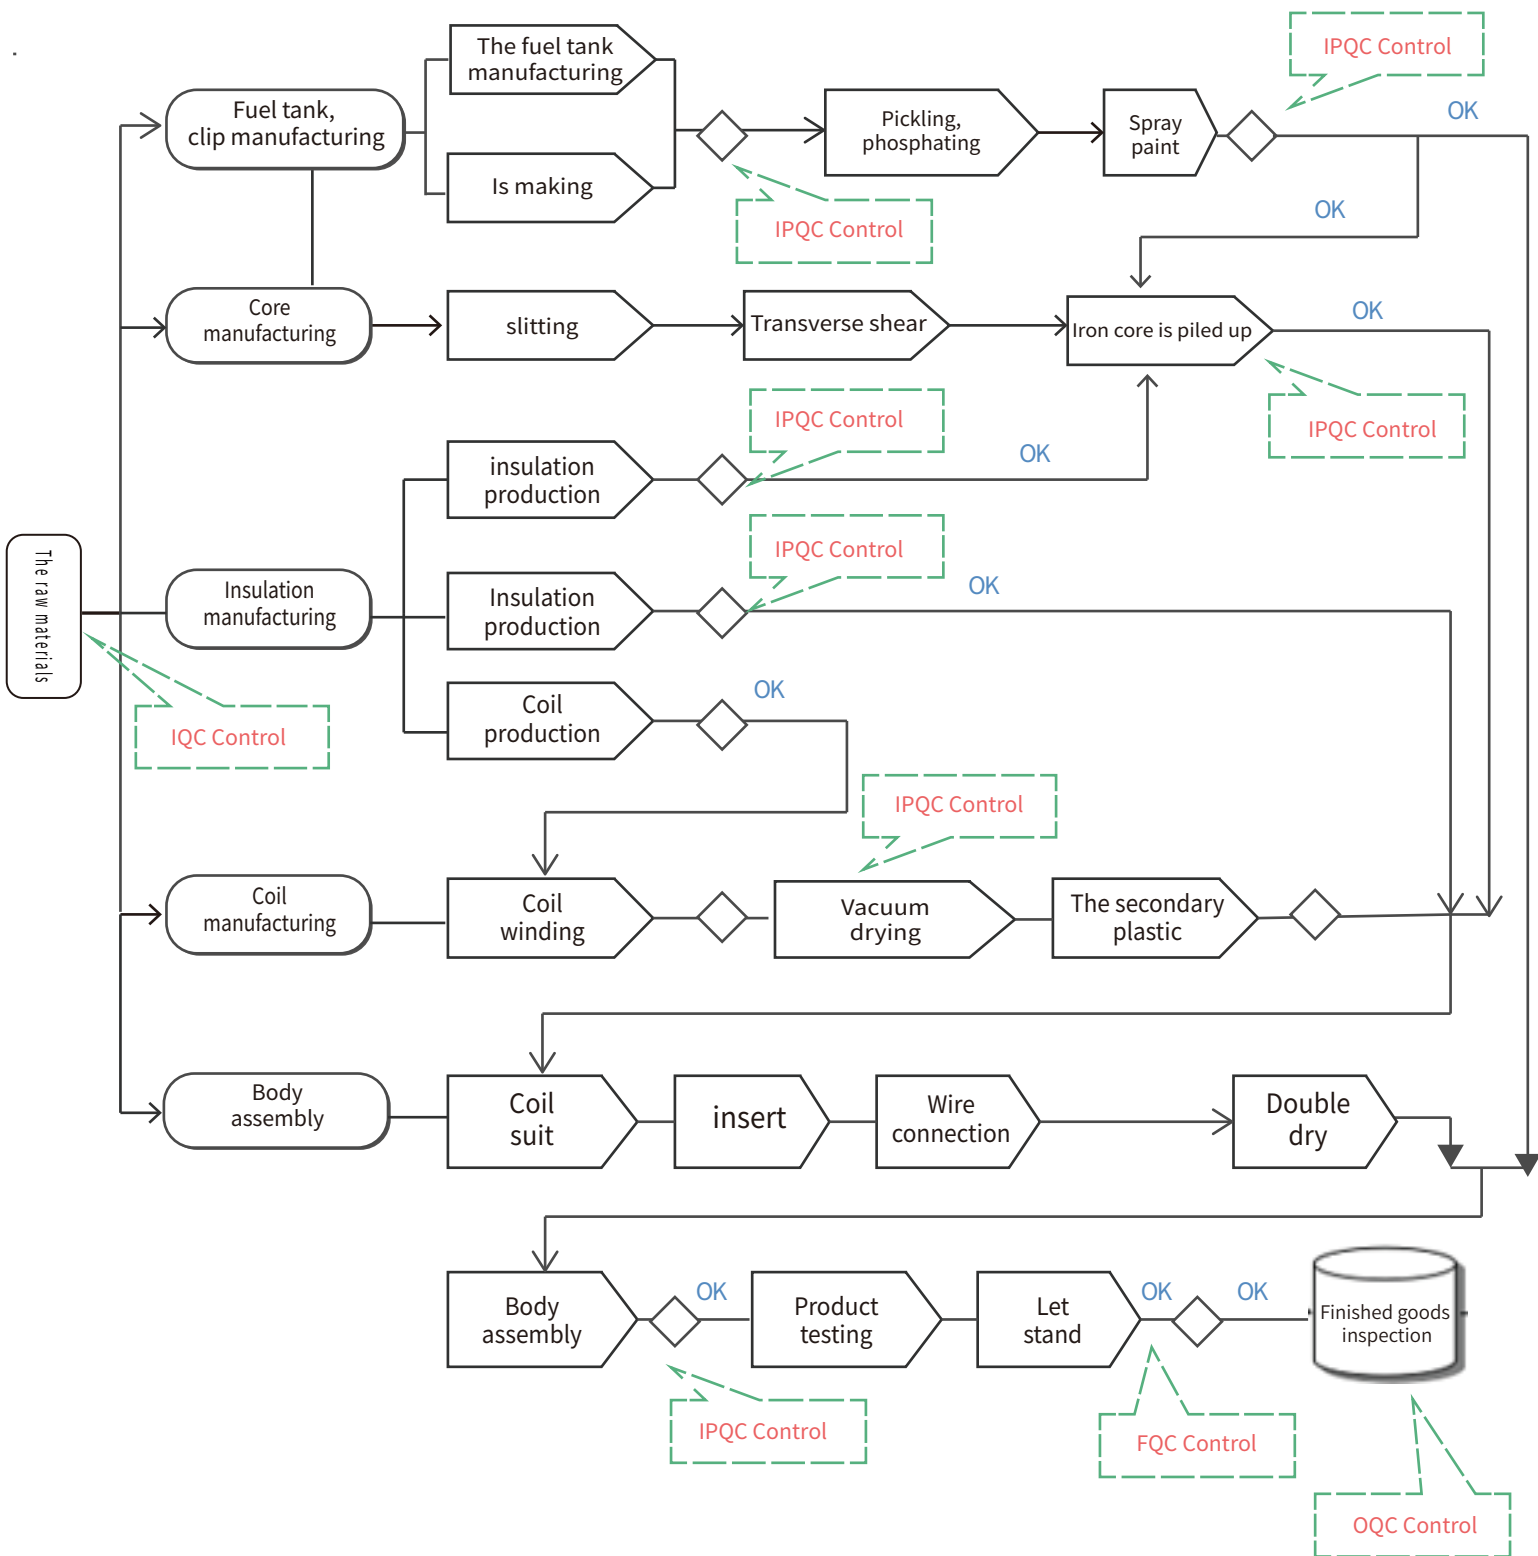 IPQC Control
The fuel tank
manufacturing
Fuel tank,
clip manufacturing
Pickling,
phosphating
Spray
paint
OK
Is making
IPQC Control
OK
Core
manufacturing
slitting
Transverse shear
Iron core is piled up
OK
IPQC Control
IPQC Control
insulation
production
OK
IPQC Control
The raw materials
Insulation
manufacturing
Insulation
production
OK
IQC Control
Coil
production
OK
IPQC Control
Coil
manufacturing
Coil
winding
Vacuum
drying
The secondary
plastic
Body
assembly
Coil
suit
insert
Wire
connection
Double
dry
Body
assembly
OK
Product
testing
Let
stand
OK
OK
Finished goods
inspection
IPQC Control
FQC Control
OQC Control